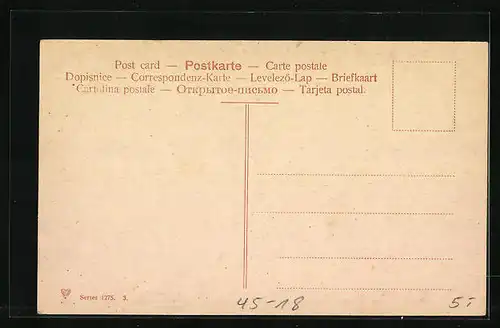 Post card — Postkarte — Carte postale
Dopisnice — Correspondenz-Karte — Levelező-Lap — Briefkaart
Cartolina postale — Открытое-письмо — Tarjeta postal.
Series 1275. 3.
45-18
5-